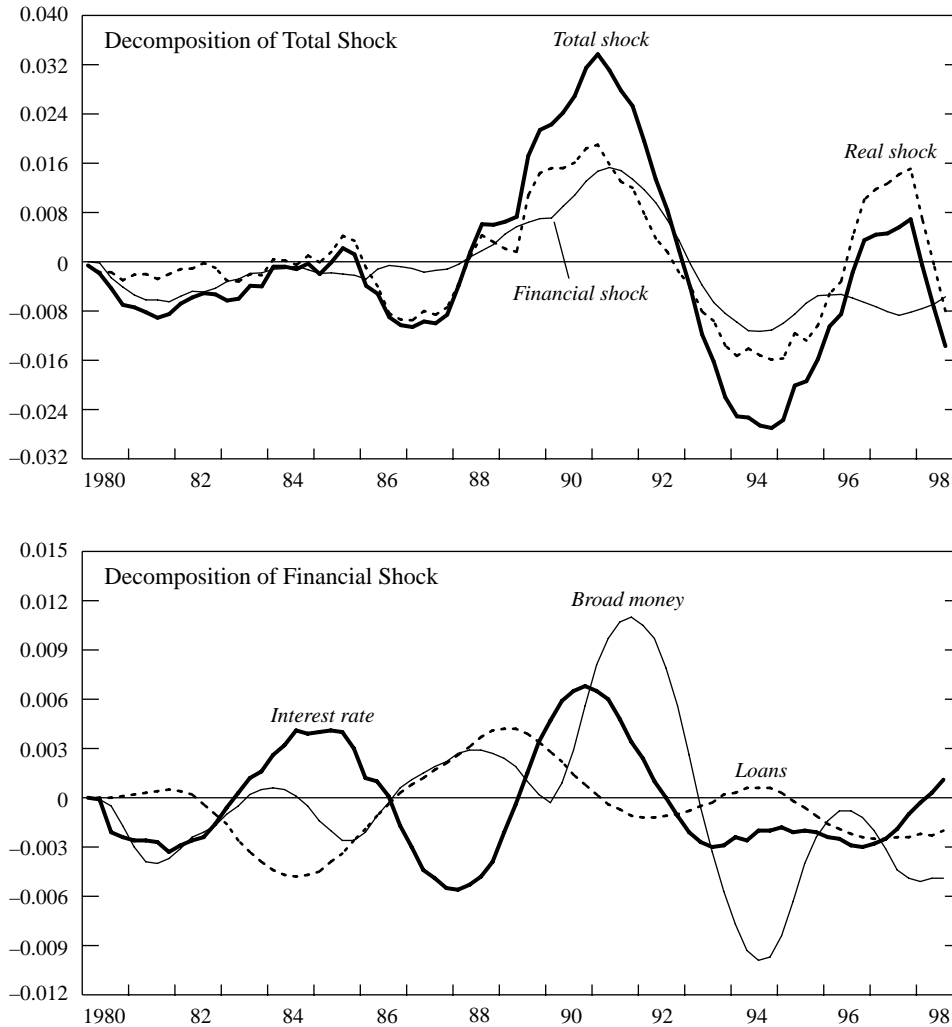 0.040
Decomposition of Total Shock
Total shock
0.032
0.024
0.016
Real shock
0.008
0
Financial shock
–0.008
–0.016
–0.024
–0.032
1980 82 84 86 88 90 92 94 96 98
0.015
Decomposition of Financial Shock
Broad money
0.012
0.009
0.006
Interest rate
0.003
Loans
0
–0.003
–0.006
–0.009
–0.012
1980 82 84 86 88 90 92 94 96 98